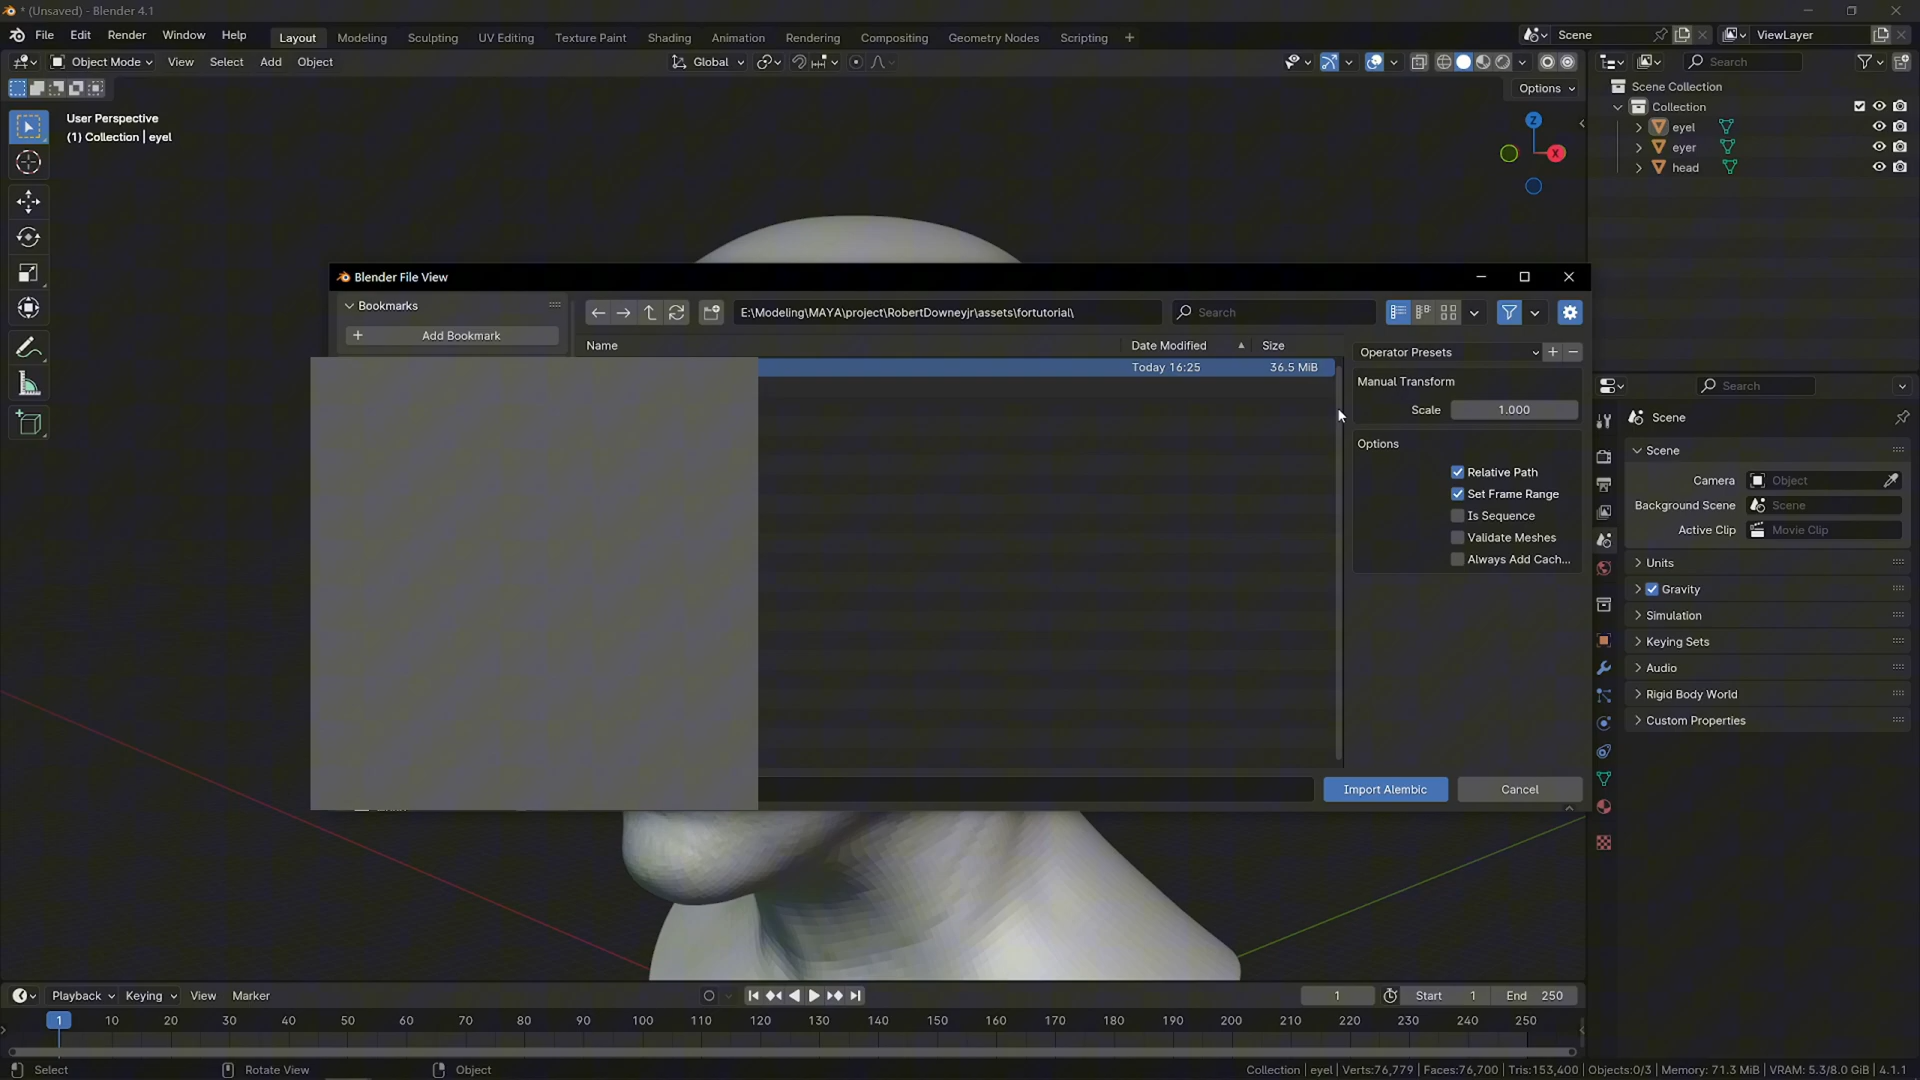 * (Unsaved) - Blender 4.1
File Edit Render Window Help Layout Modeling Sculpting UV Editing Texture Paint Shading Animation Rendering Compositing Geometry Nodes Scripting + Scene ViewLayer
Object Mode View Select Add Object Global Search
Options
User Perspective
(1) Collection | eyel
Z
X
Scene Collection
Collection
eyel
eyer
head
Blender File View
Bookmarks
Add Bookmark
E:\Modeling\MAYA\project\RobertDowneyjr\assets\fortutorial\
Search
Name Date Modified Size
Today 16:25 36.5 MiB
Operator Presets
Manual Transform
Scale 1.000
Options
Relative Path
Set Frame Range
Is Sequence
Validate Meshes
Always Add Cach...
Import Alembic Cancel
Search
Scene
Scene
Camera Object
Background Scene Scene
Active Clip Movie Clip
Units
Gravity
Simulation
Keying Sets
Audio
Rigid Body World
Custom Properties
Playback Keying View Marker 1 Start 1 End 250
1 10 20 30 40 50 60 70 80 90 100 110 120 130 140 150 160 170 180 190 200 210 220 230 240 250
Select Rotate View Object Collection | eyel | Verts:76,779 | Faces:76,700 | Tris:153,400 | Objects:0/3 | Memory: 71.3 MiB | VRAM: 5.3/8.0 GiB | 4.1.1